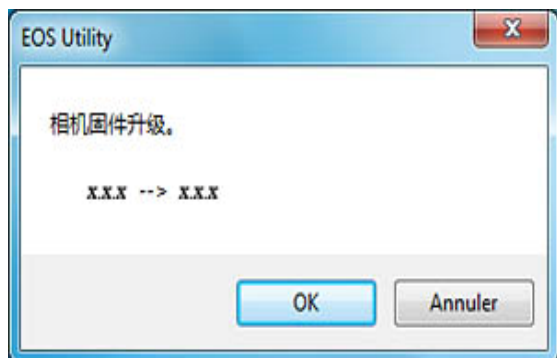 EOS Utility
相机固件升级。
x.x.x --> x.x.x
OK
Annuler